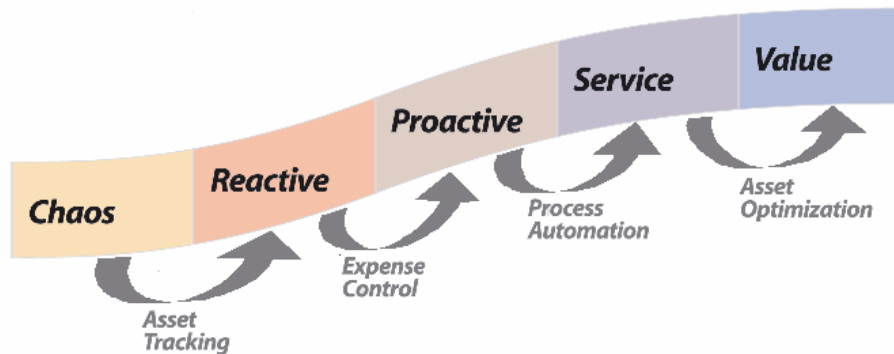 Chaos
Reactive
Proactive
Service
Value
Asset
Tracking
Expense
Control
Process
Automation
Asset
Optimization